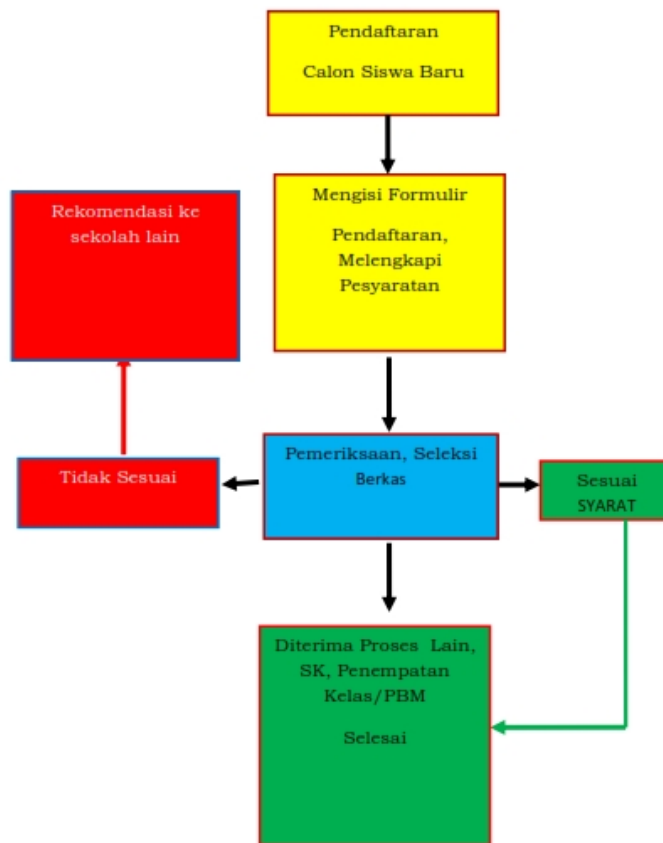 Pendaftaran
Calon Siswa Baru
Mengisi Formulir
Pendaftaran,
Melengkapi
Pesyaratan
Rekomendasi ke
sekolah lain
Pemeriksaan, Seleksi
Berkas
Tidak Sesuai
Sesuai
SYARAT
Diterima Proses Lain,
SK, Penempatan
Kelas/PBM
Selesai